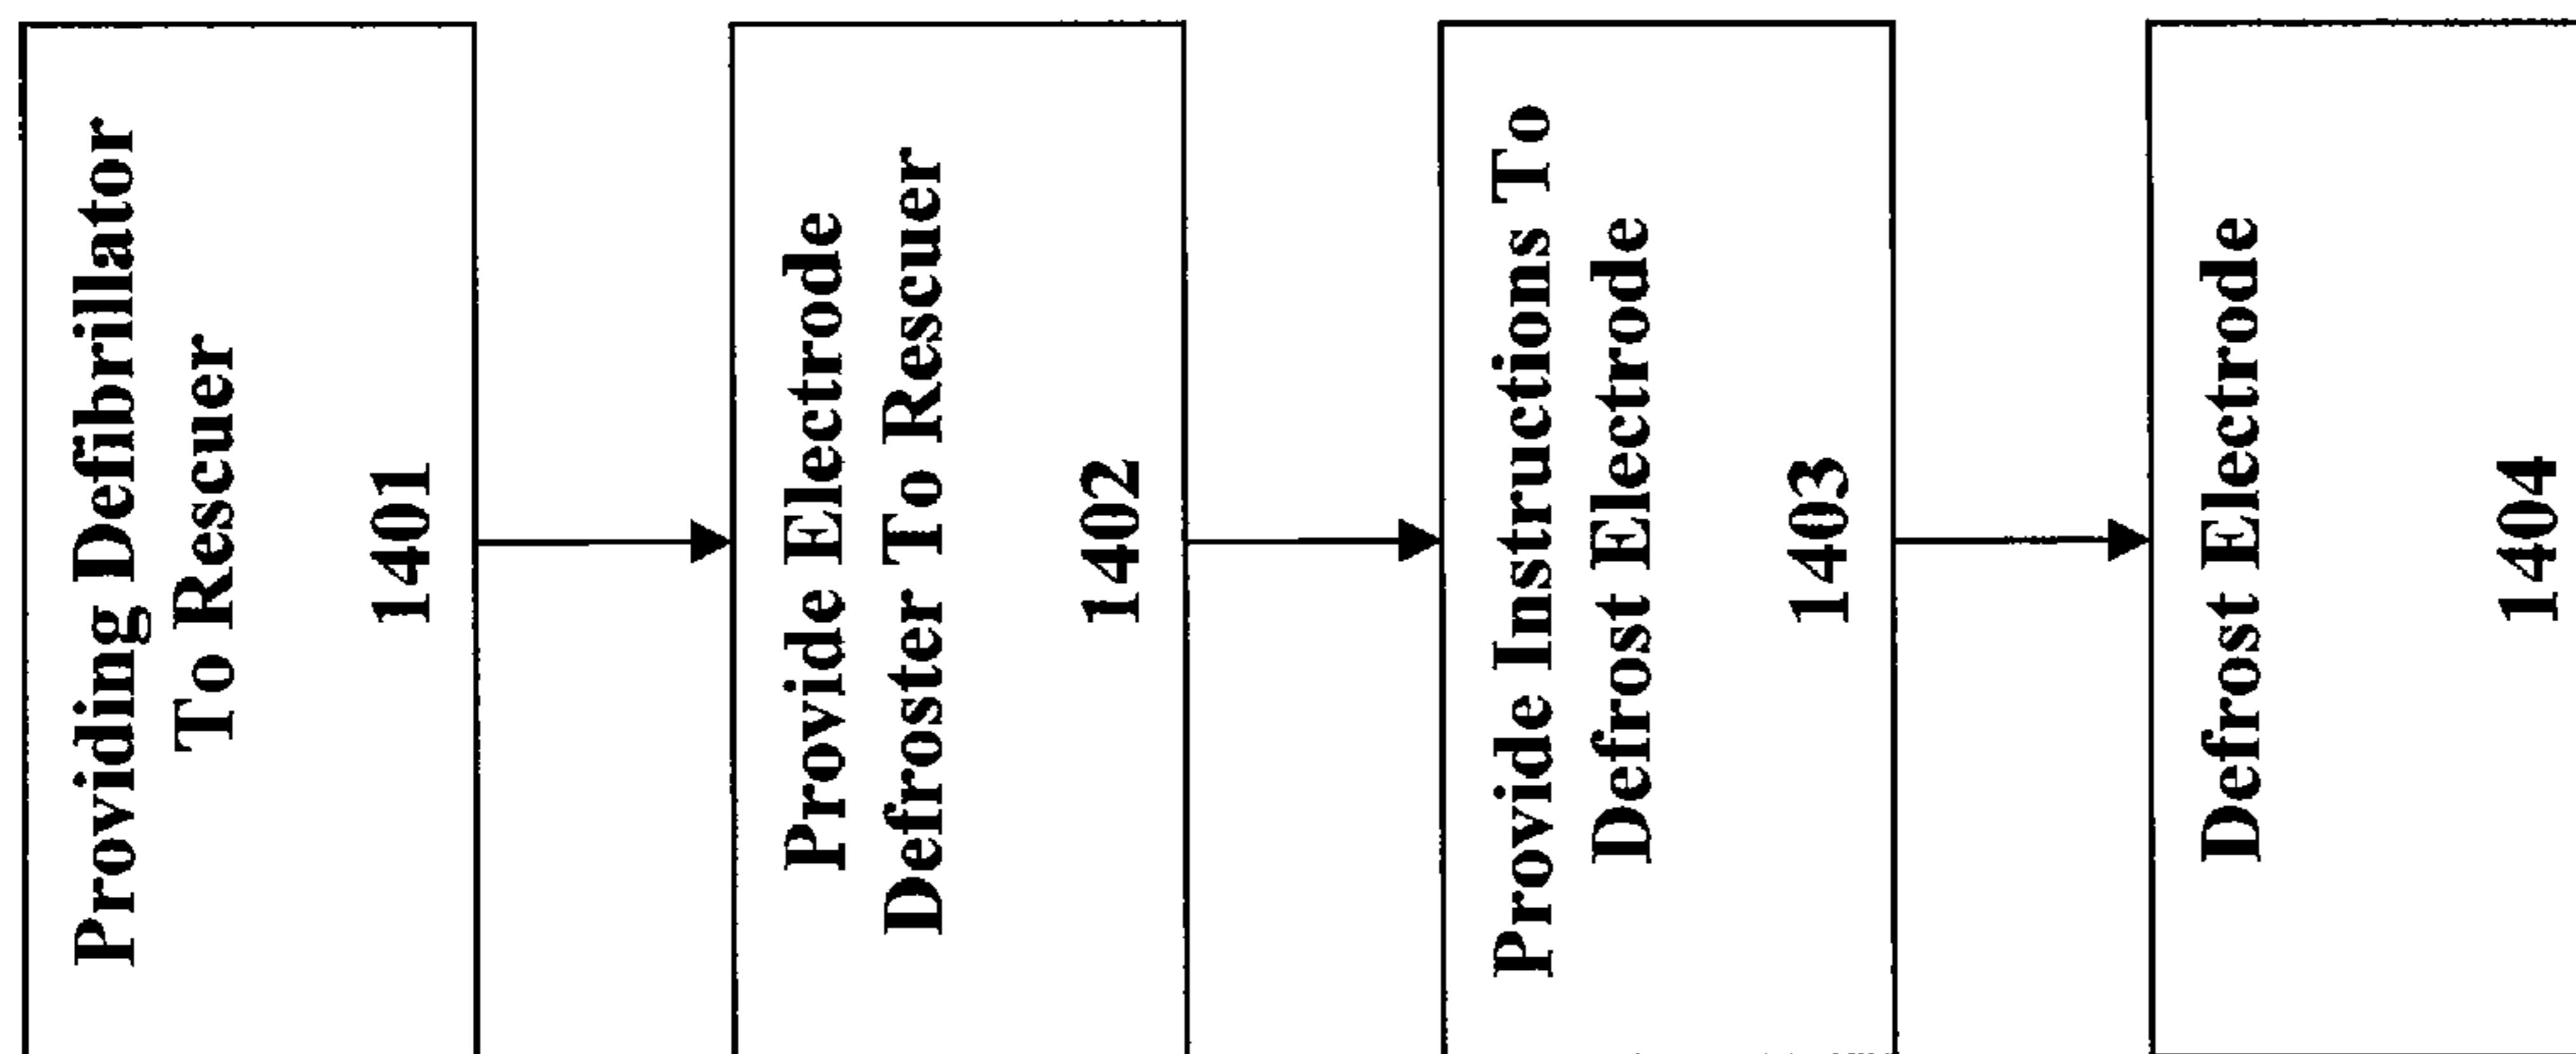 Providing Defibrillator
To Rescuer
1401
Provide Electrode
Defroster To Rescuer
1402
Provide Instructions To
Defrost Electrode
1403
Defrost Electrode
1404